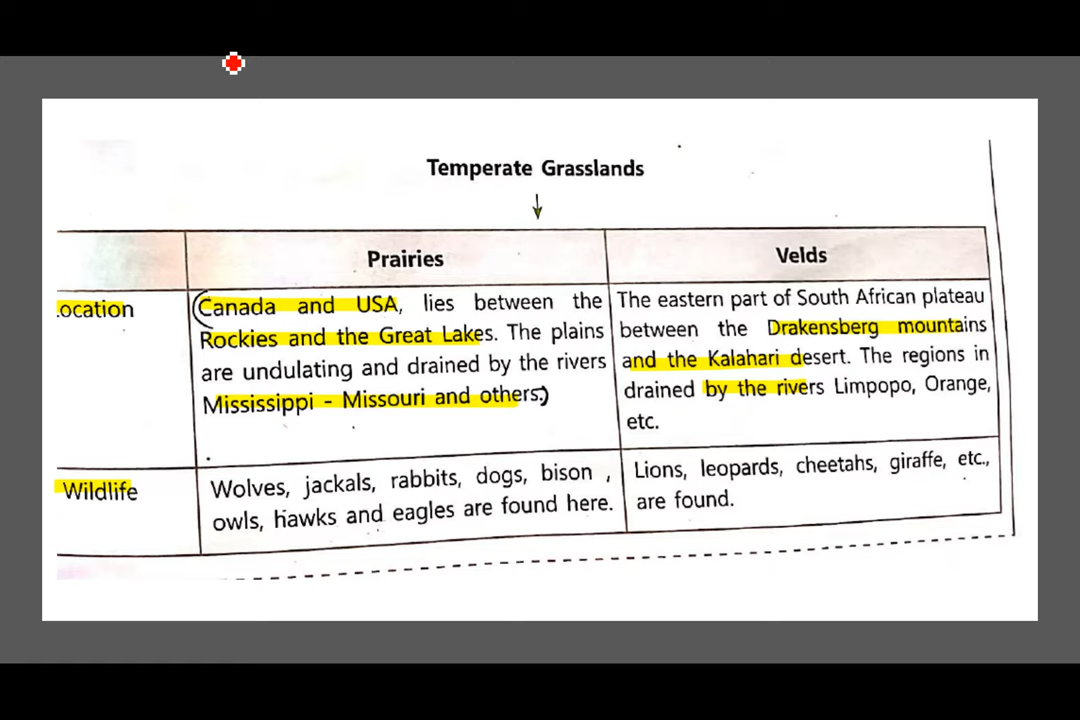 Temperate Grasslands
Prairies
Velds
ocation
Canada and USA, lies between the
Rockies and the Great Lakes. The plains
are undulating and drained by the rivers
Mississippi - Missouri and others.)
The eastern part of South African plateau
between the Drakensberg mountains
and the Kalahari desert. The regions in
drained by the rivers Limpopo, Orange,
etc.
Wildlife
Wolves, jackals, rabbits, dogs, bison ,
owls, hawks and eagles are found here.
Lions, leopards, cheetahs, giraffe, etc.,
are found.